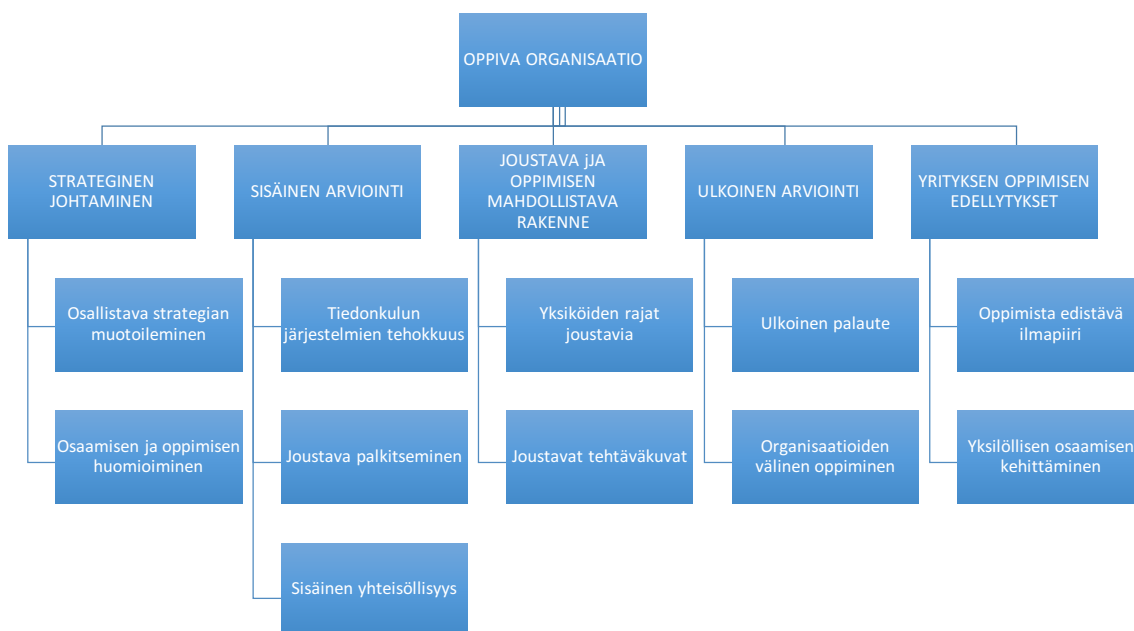 OPPIVA ORGANISAATIO
STRATEGINEN
JOHTAMINEN
SISÄINEN ARVIOINTI
JOUSTAVA jJA
OPPIMISEN
MAHDOLLISTAVA
RAKENNE
ULKOINEN ARVIOINTI
YRITYKSEN OPPIMISEN
EDELLYTYKSET
Osallistava strategian
muotoileminen
Tiedonkulun
järjestelmien tehokkuus
Yksiköiden rajat
joustavia
Ulkoinen palaute
Oppimista edistävä
ilmapiiri
Osaamisen ja oppimisen
huomioiminen
Joustava palkitseminen
Joustavat tehtäväkuvat
Organisaatioiden
välinen oppiminen
Yksilöllisen osaamisen
kehittäminen
Sisäinen yhteisöllisyys